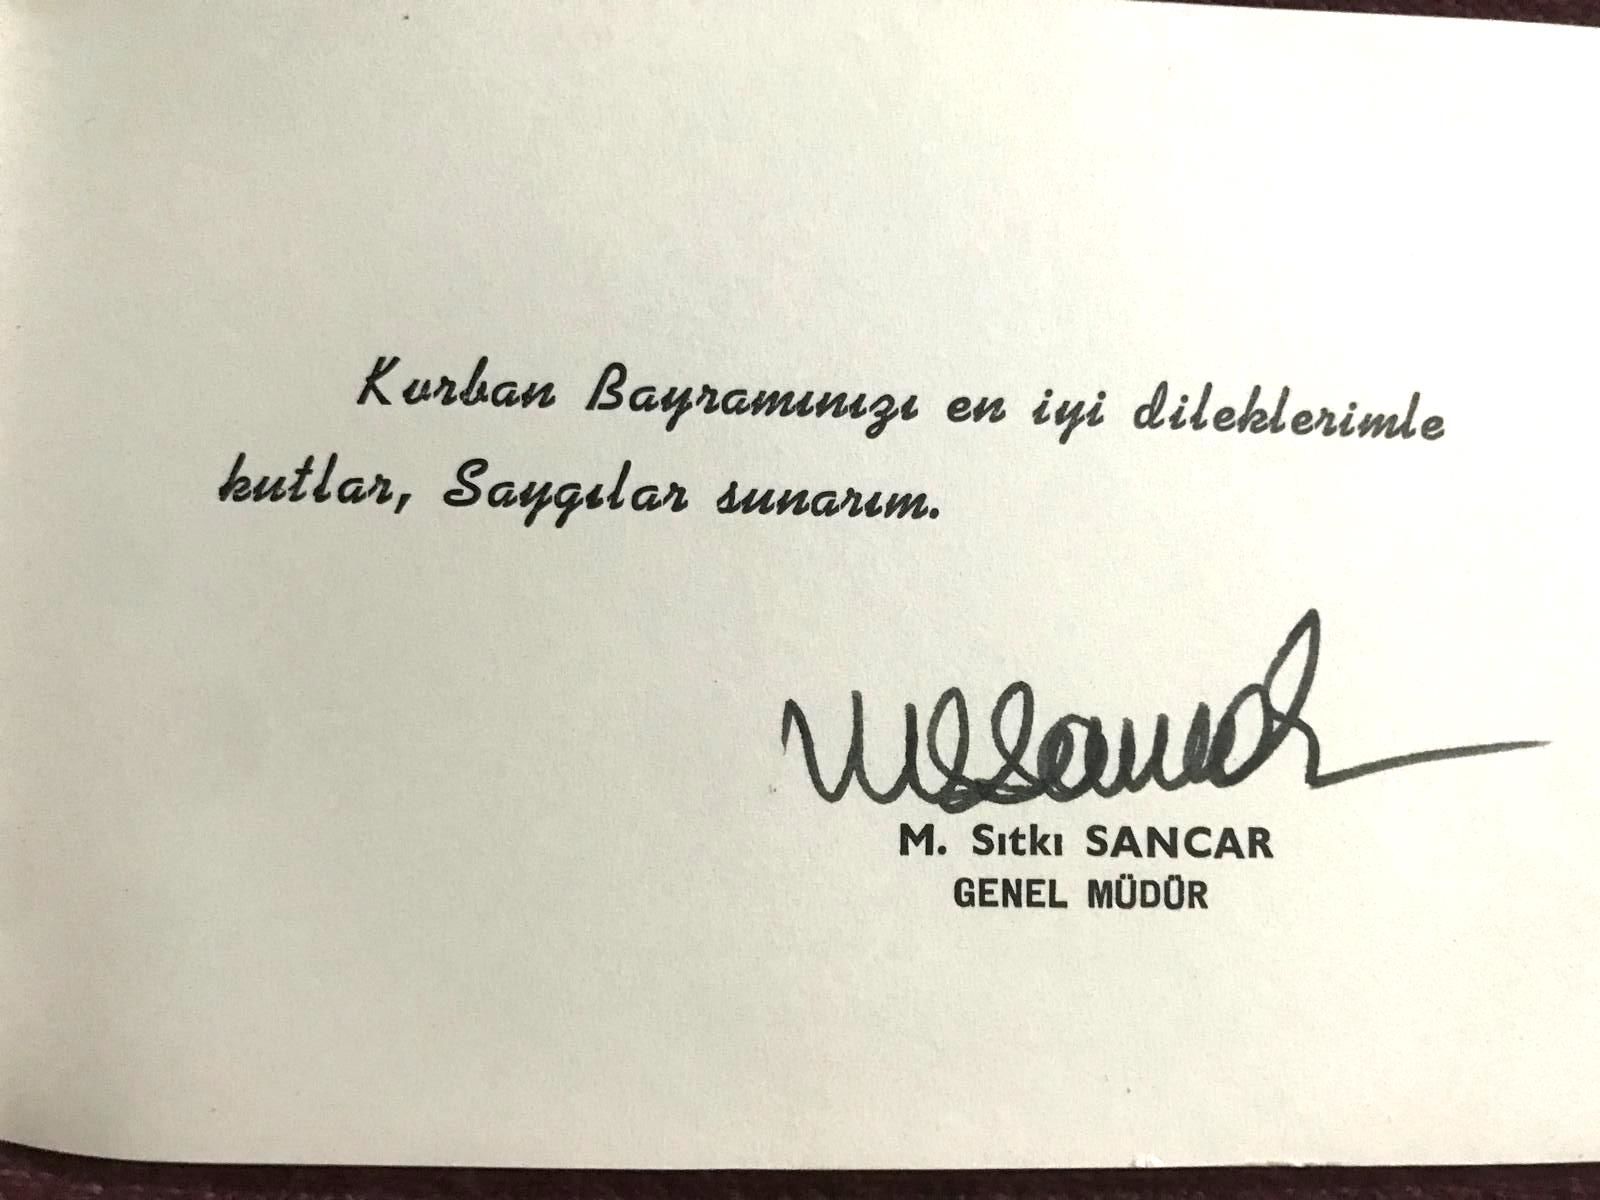 Kurban Bayramınızı en iyi dileklerimle
kutlar, Saygılar sunarım.
M. Sıtkı SANCAR
GENEL MÜDÜR